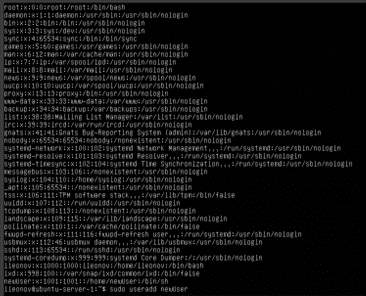 root:x:0:0:root:/root:/bin/bash
daemon:x:1:1:daemon:/usr/sbin:/usr/sbin/nologin
bin:x:2:2:bin:/bin:/usr/sbin/nologin
sys:x:3:3:sys:/dev:/usr/sbin/nologin
sync:x:4:65534:sync:/bin:/bin/sync
games:x:5:60:games:/usr/games:/usr/sbin/nologin
man:x:6:12:man:/var/cache/man:/usr/sbin/nologin
lp:x:7:7:lp:/var/spool/lpd:/usr/sbin/nologin
mail:x:8:8:mail:/var/mail:/usr/sbin/nologin
news:x:9:9:news:/var/spool/news:/usr/sbin/nologin
uucp:x:10:10:uucp:/var/spool/uucp:/usr/sbin/nologin
proxy:x:13:13:proxy:/bin:/usr/sbin/nologin
www-data:x:33:33:www-data:/var/www:/usr/sbin/nologin
backup:x:34:34:backup:/var/backups:/usr/sbin/nologin
list:x:38:38:Mailing List Manager:/var/list:/usr/sbin/nologin
irc:x:39:39:ircd:/var/run/ircd:/usr/sbin/nologin
gnats:x:41:41:Gnats Bug-Reporting System (admin):/var/lib/gnats:/usr/sbin/nologin
nobody:x:65534:65534:nobody:/nonexistent:/usr/sbin/nologin
systemd-network:x:100:102:systemd Network Management,,,:/run/systemd:/usr/sbin/nologin
systemd-resolve:x:101:103:systemd Resolver,,,:/run/systemd:/usr/sbin/nologin
systemd-timesync:x:102:104:systemd Time Synchronization,,,:/run/systemd:/usr/sbin/nologin
messagebus:x:103:106::/nonexistent:/usr/sbin/nologin
syslog:x:104:110::/home/syslog:/usr/sbin/nologin
_apt:x:105:65534::/nonexistent:/usr/sbin/nologin
tss:x:106:111:TPM software stack,,,:/var/lib/tpm:/bin/false
uuidd:x:107:112::/run/uuidd:/usr/sbin/nologin
tcpdump:x:108:113::/nonexistent:/usr/sbin/nologin
landscape:x:109:115::/var/lib/landscape:/usr/sbin/nologin
pollinate:x:110:1::/var/cache/pollinate:/bin/false
fwupd-refresh:x:111:116:fwupd-refresh user,,,:/run/systemd:/usr/sbin/nologin
usbmux:x:112:46:usbmux daemon,,,:/var/lib/usbmux:/usr/sbin/nologin
sshd:x:113:65534::/run/sshd:/usr/sbin/nologin
systemd-coredump:x:999:999:systemd Core Dumper:/:/usr/sbin/nologin
ileonov:x:1000:1000:ileonov:/home/ileonov:/bin/bash
lxd:x:998:100::/var/snap/lxd/common/lxd:/bin/false
newUser:x:1001:1001::/home/newUser:/bin/sh
ileonov@ubuntu-server-1:~$ sudo useradd newUser